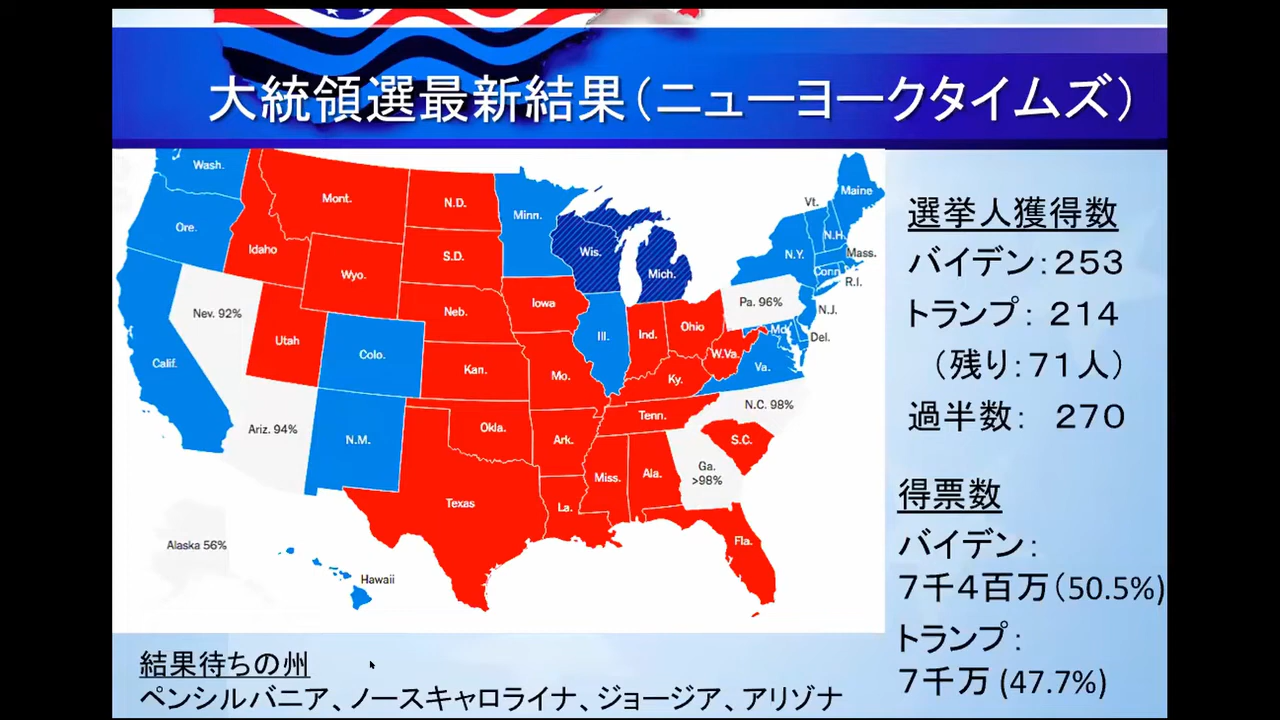 大統領選最新結果（ニューヨークタイムズ）
Wash.
Ore.
Calif.
Nev. 92%
Idaho
Mont.
Wyo.
Utah
Ariz. 94%
Colo.
N.M.
N.D.
S.D.
Neb.
Kan.
Okla.
Texas
Minn.
Iowa
Mo.
Ark.
La.
Wis.
Ill.
Mich.
Ind.
Ohio
Ky.
Tenn.
Miss.
Ala.
Ga.
>98%
Fla.
S.C.
N.C. 98%
Va.
W.Va.
Md.
Del.
Pa. 96%
N.J.
N.Y.
Conn.
R.I.
Mass.
Vt.
N.H.
Maine
Alaska 56%
Hawaii
選挙人獲得数
バイデン：２５３
トランプ： ２１４
（残り：７１人）
過半数： ２７０
得票数
バイデン：
７千４百万（50.5%)
トランプ：
７千万 (47.7%)
結果待ちの州
ペンシルバニア、ノースキャロライナ、ジョージア、アリゾナ